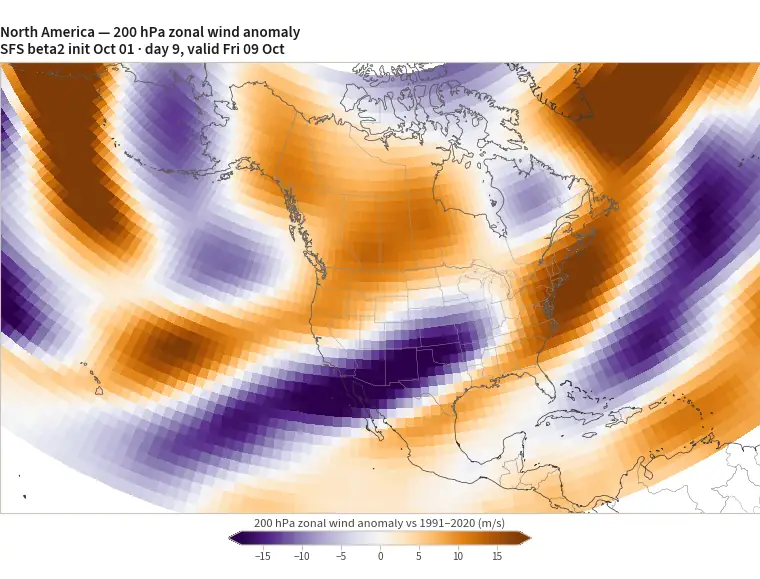 North America — 200 hPa zonal wind anomaly
SFS beta2 init Oct 01 · day 9, valid Fri 09 Oct
200 hPa zonal wind anomaly vs 1991–2020 (m/s)
−15 −10 −5 0 5 10 15